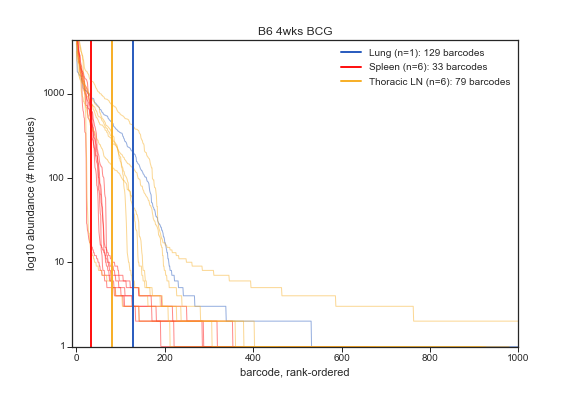 B6 4wks BCG
Lung (n=1): 129 barcodes
Spleen (n=6): 33 barcodes
Thoracic LN (n=6): 79 barcodes
log10 abundance (# molecules)
1000
100
10
1
0 200 400 600 800 1000
barcode, rank-ordered